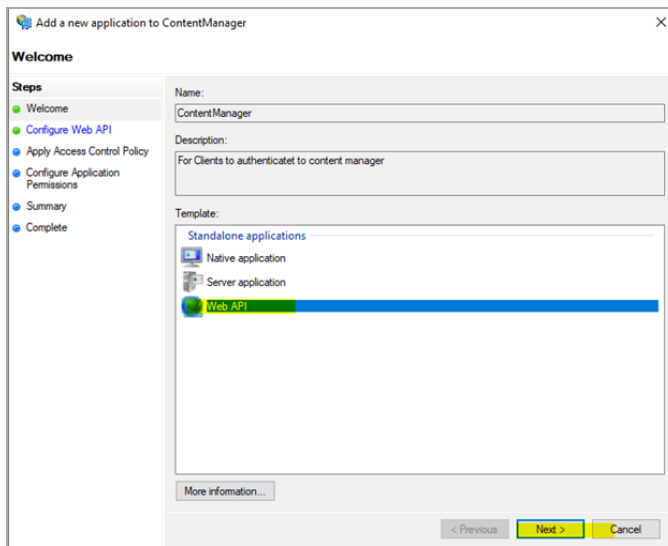 Add a new application to ContentManager
Welcome
Steps
Welcome
Configure Web API
Apply Access Control Policy
Configure Application
Permissions
Summary
Complete
Name:
ContentManager
Description:
For Clients to authenticatet to content manager
Template:
Standalone applications
Native application
Server application
Web API
More information...
< Previous
Next >
Cancel